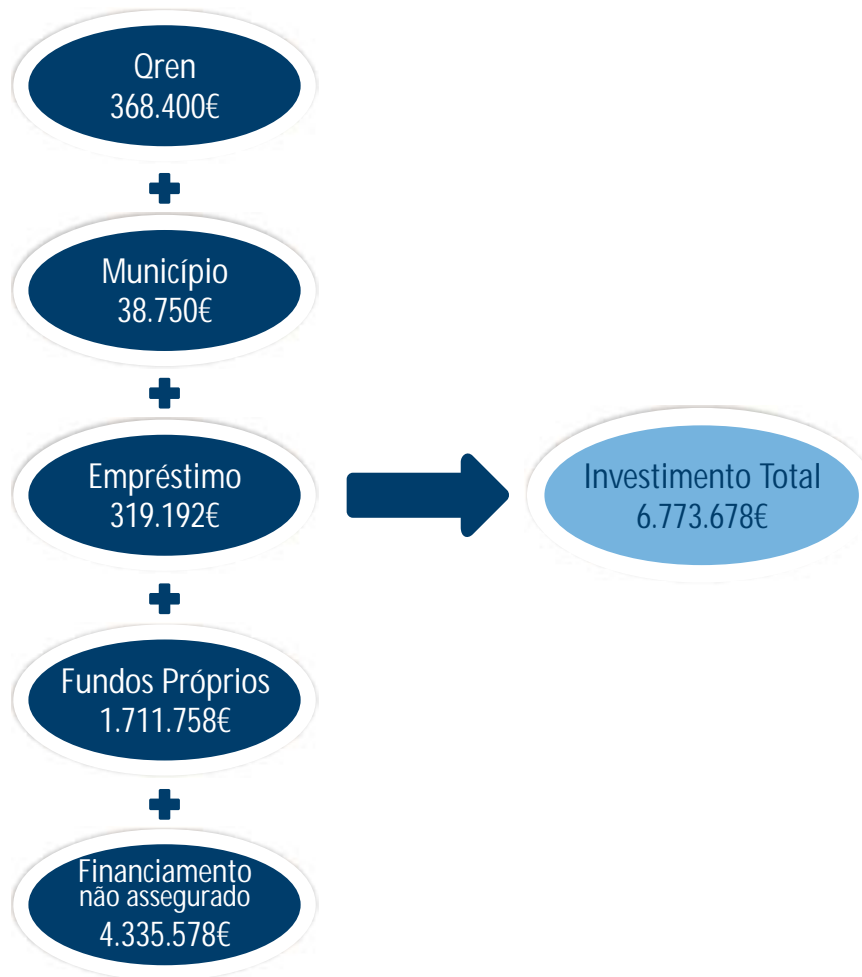 Qren
368.400€
+
Município
38.750€
+
Empréstimo
319.192€
Investimento Total
6.773.678€
+
Fundos Próprios
1.711.758€
+
Financiamento
não assegurado
4.335.578€